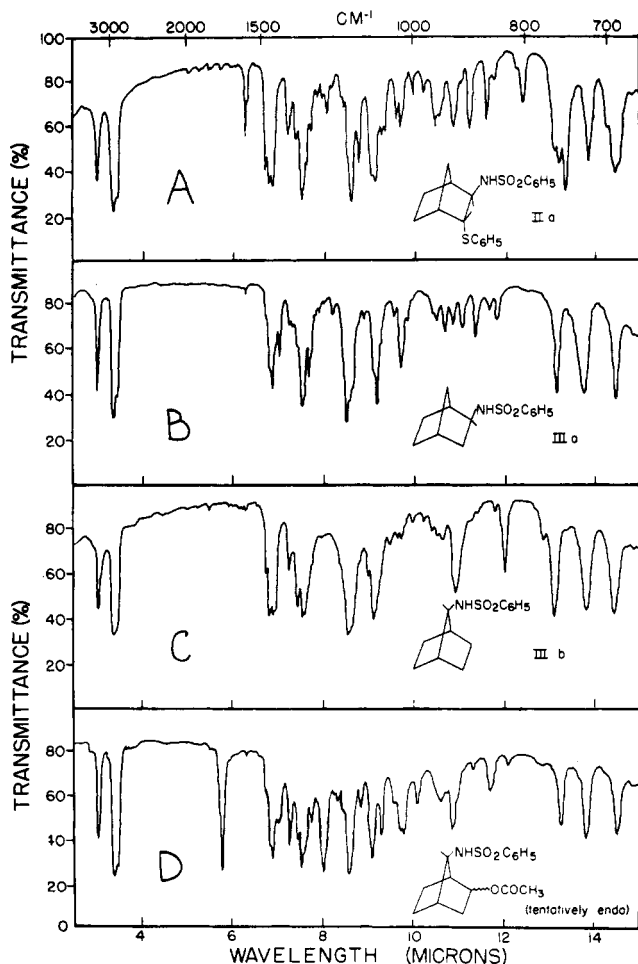 CM⁻¹
3000 2000 1500 1000 800 700
TRANSMITTANCE (%)
TRANSMITTANCE (%)
100
80
60
40
20
A
NHSO2C6H5
SC6H5
II a
80
60
40
20
B
NHSO2C6H5
III a
80
60
40
20
C
NHSO2C6H5
III b
80
60
40
20
0
D
NHSO2C6H5
OCOCH3
(tentatively endo)
4 6 8 10 12 14
WAVELENGTH (MICRONS)